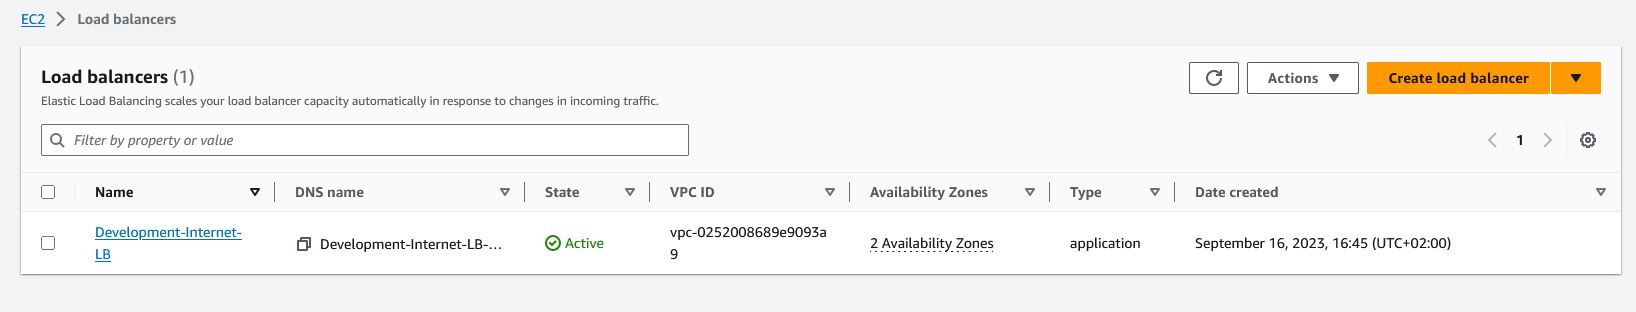 EC2 > Load balancers
Load balancers (1)
Actions
Create load balancer
Elastic Load Balancing scales your load balancer capacity automatically in response to changes in incoming traffic.
Filter by property or value
1
Name DNS name State VPC ID Availability Zones Type Date created
Development-Internet-
LB
Development-Internet-LB-...
Active
vpc-0252008689e9093a
9
2 Availability Zones
application
September 16, 2023, 16:45 (UTC+02:00)